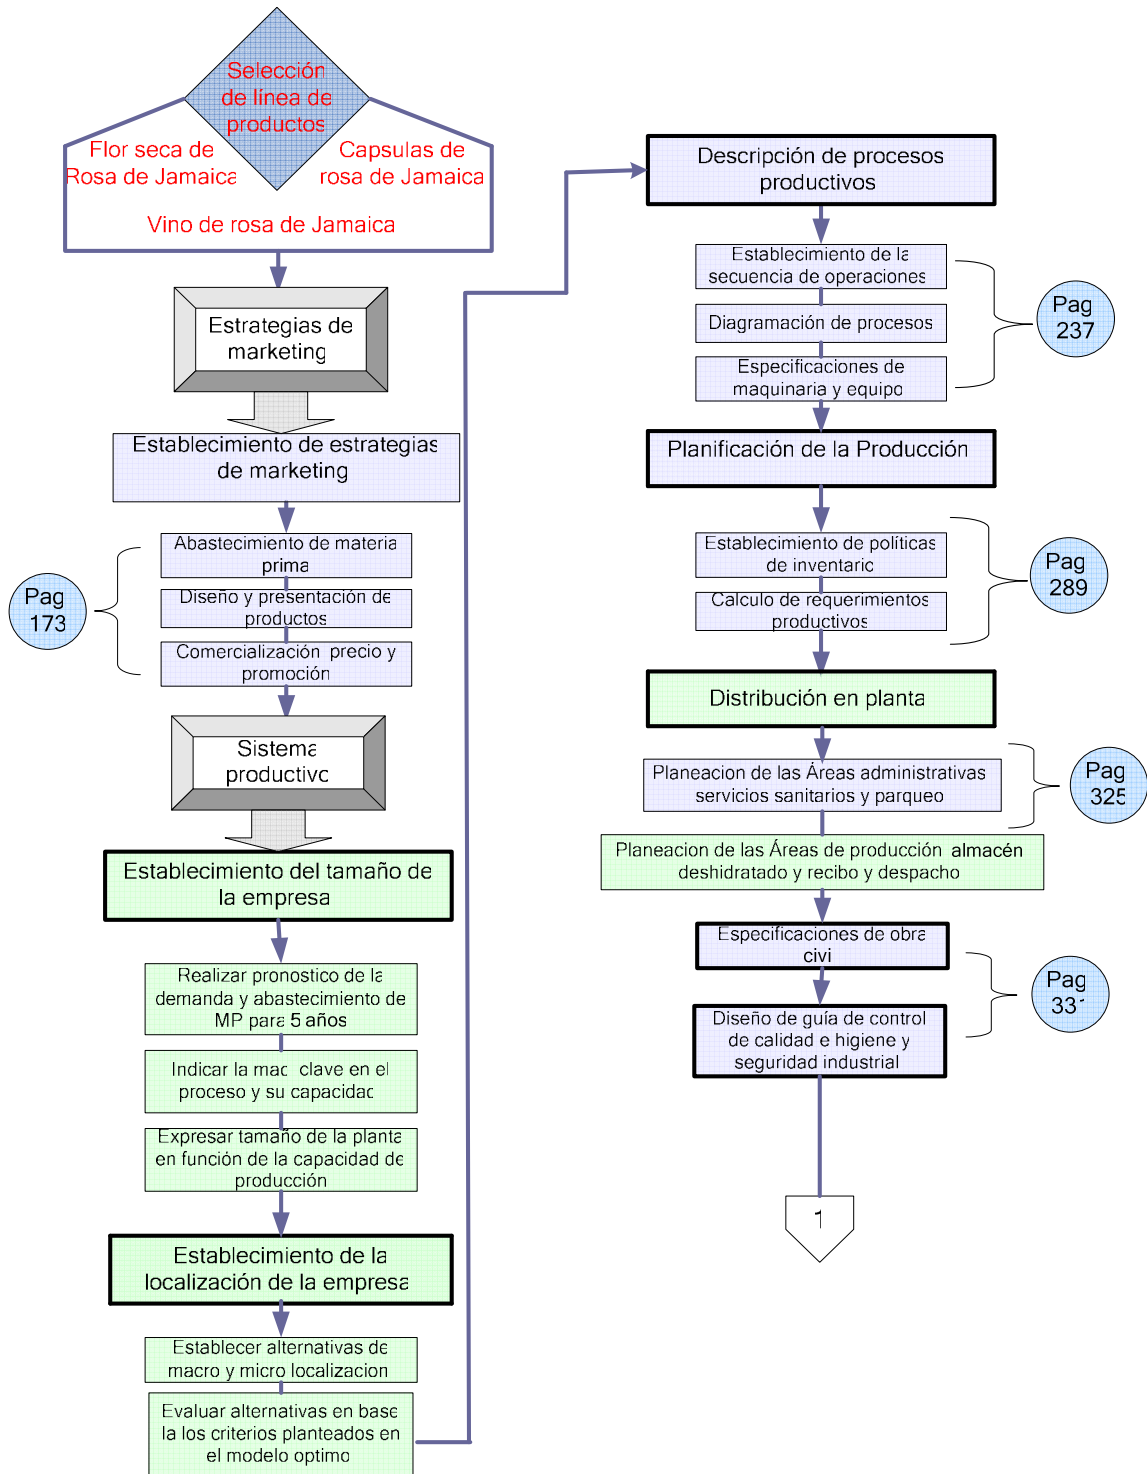 Selección
de línea de
productos
Flor seca de
Rosa de Jamaica
Capsulas de
rosa de Jamaica
Vino de rosa de Jamaica
Estrategias de
marketing
Establecimiento de estrategias
de marketing
Abastecimiento de materia
prima
Diseño y presentación de
productos
Comercialización precio y
promoción
Pag
173
Sistema
productivo
Establecimiento del tamaño de
la empresa
Realizar pronostico de la
demanda y abastecimiento de
MP para 5 años
Indicar la maq clave en el
proceso y su capacidad
Expresar tamaño de la planta
en función de la capacidad de
producción
Establecimiento de la
localización de la empresa
Establecer alternativas de
macro y micro localizacion
Evaluar alternativas en base
la los criterios planteados en
el modelo optimo
Descripción de procesos
productivos
Establecimiento de la
secuencia de operaciones
Diagramación de procesos
Especificaciones de
maquinaria y equipo
Pag
237
Planificación de la Producción
Establecimiento de políticas
de inventario
Calculo de requerimientos
productivos
Pag
289
Distribución en planta
Planeacion de las Áreas administrativas
servicios sanitarios y parqueo
Pag
325
Planeacion de las Áreas de producción almacén
deshidratado y recibo y despacho
Especificaciones de obra
civil
Diseño de guía de control
de calidad e higiene y
seguridad industrial
Pag
331
1